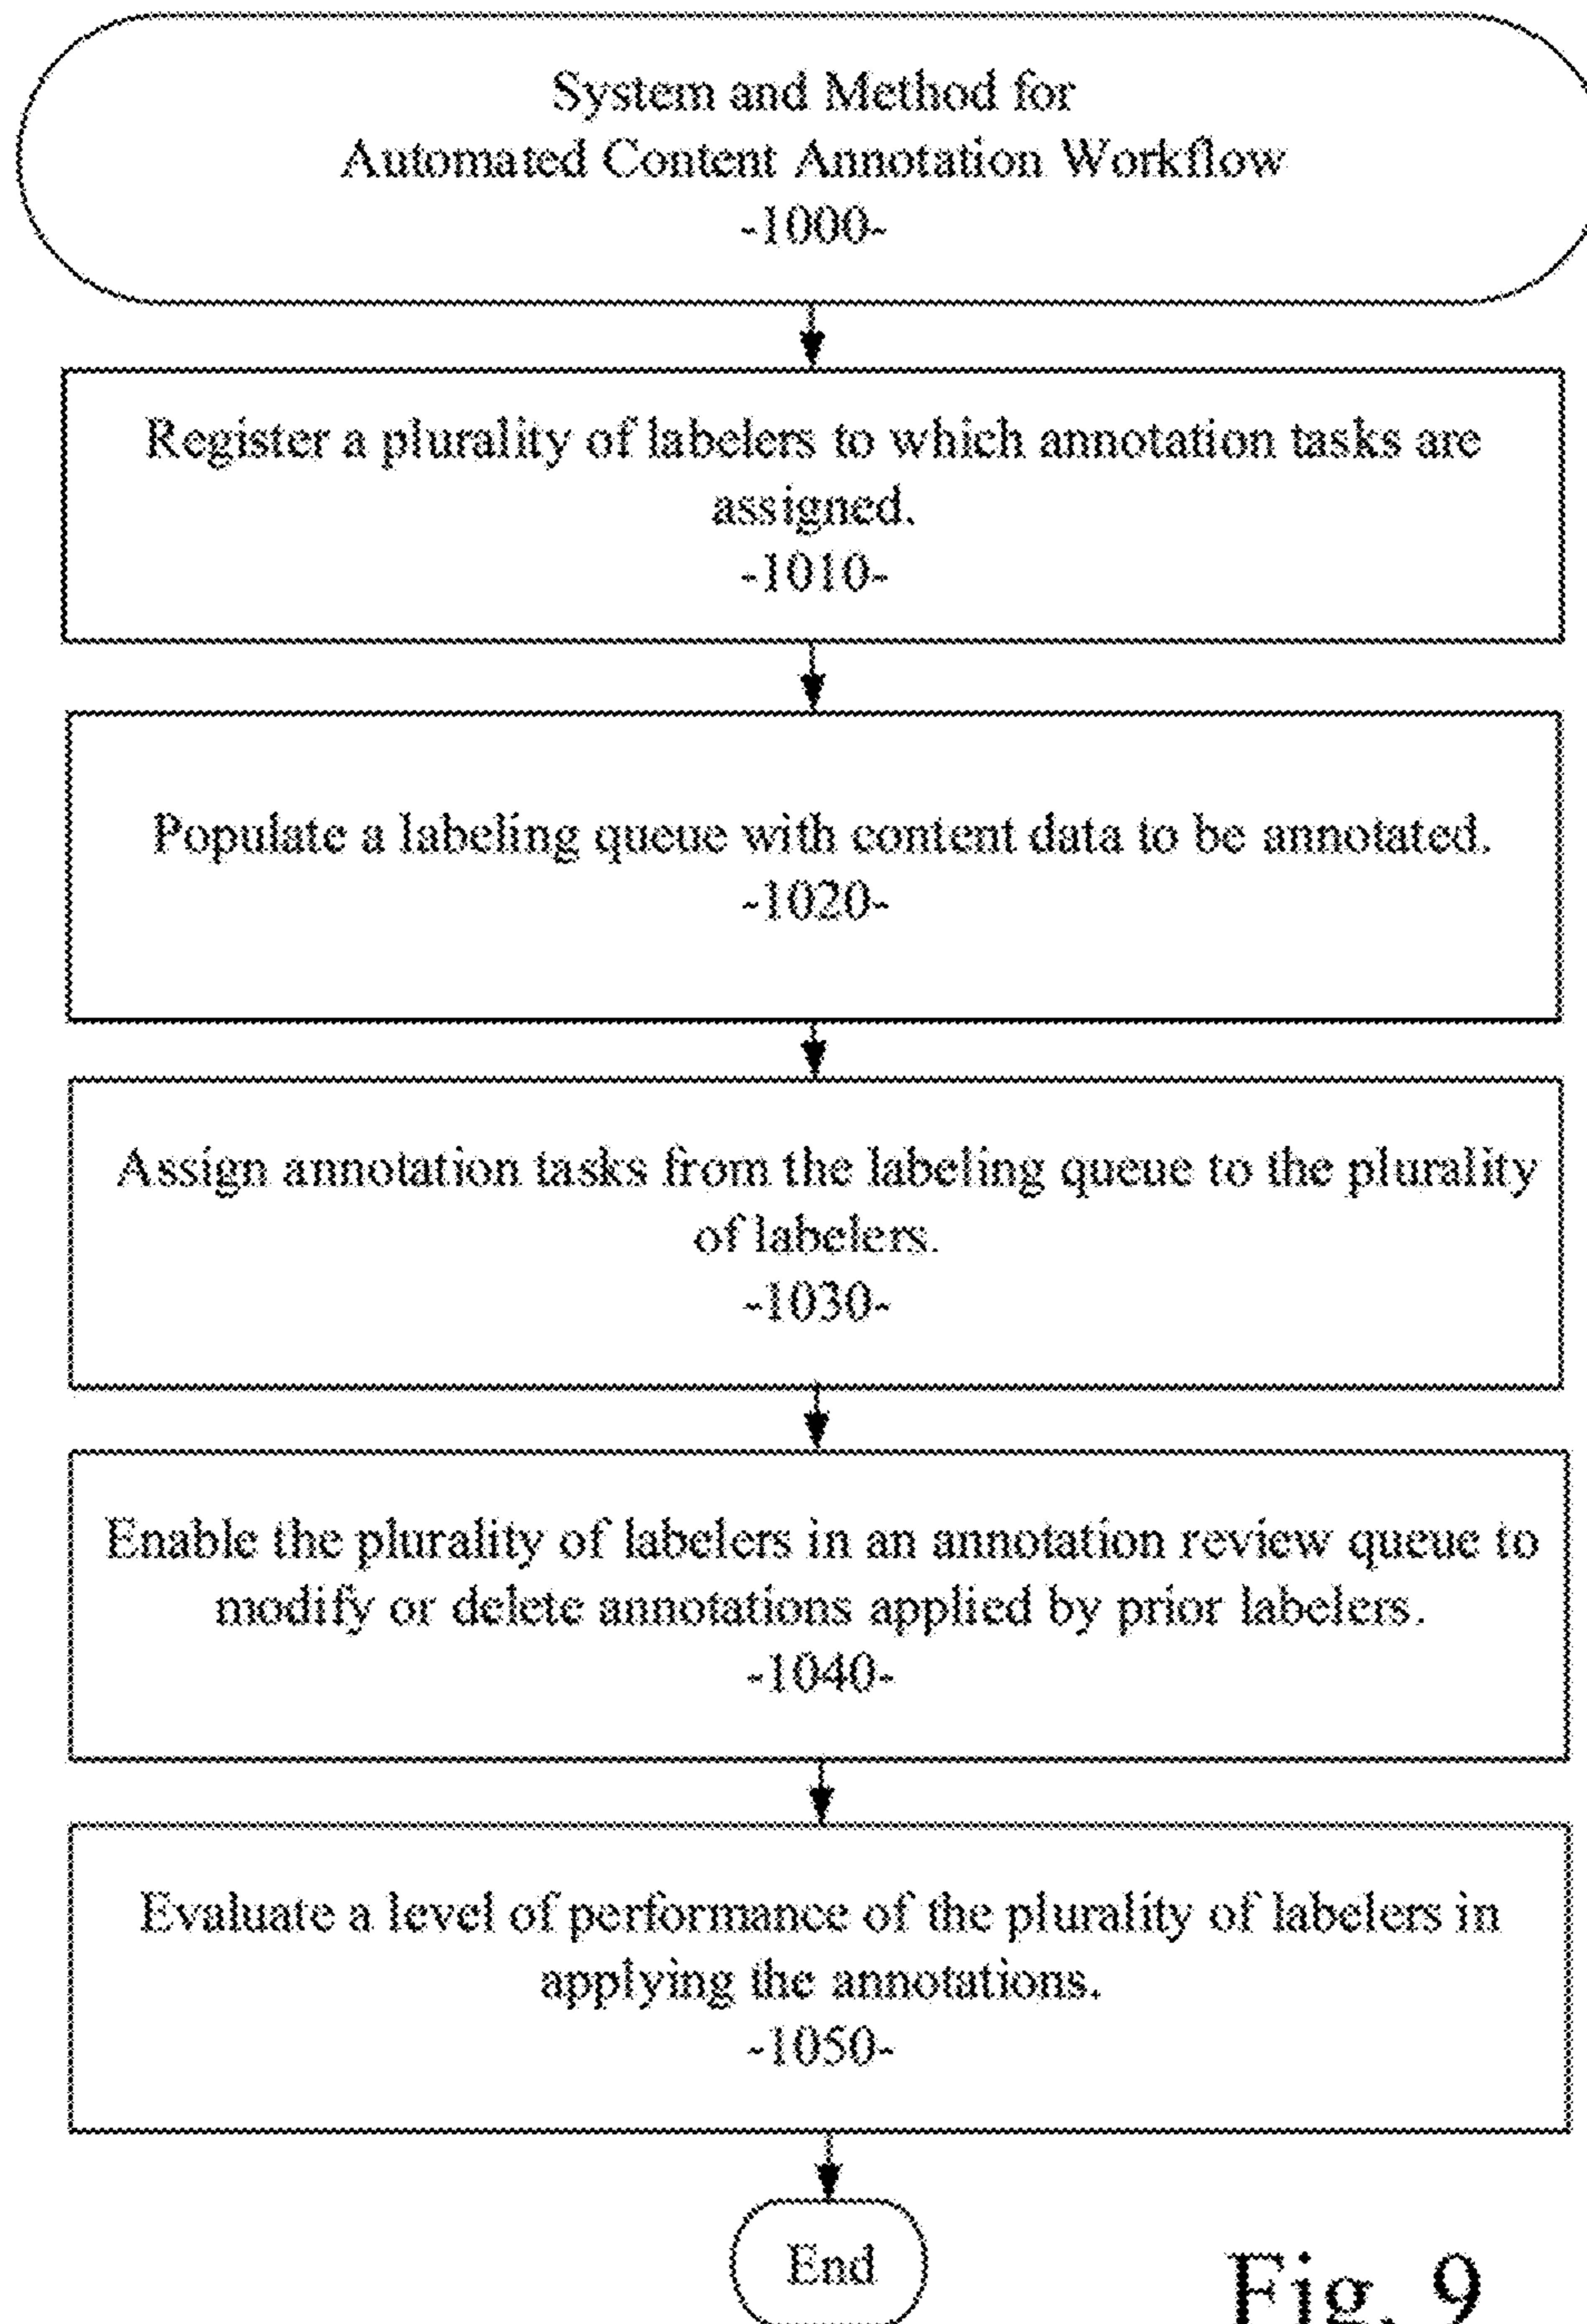 System and Method for
Automated Content Annotation Workflow
-1000-
Register a plurality of labelers to which annotation tasks are
assigned.
-1010-
Populate a labeling queue with content data to be annotated.
-1020-
Assign annotation tasks from the labeling queue to the plurality
of labelers.
-1030-
Enable the plurality of labelers in an annotation review queue to
modify or delete annotations applied by prior labelers.
-1040-
Evaluate a level of performance of the plurality of labelers in
applying the annotations.
-1050-
End
Fig. 9